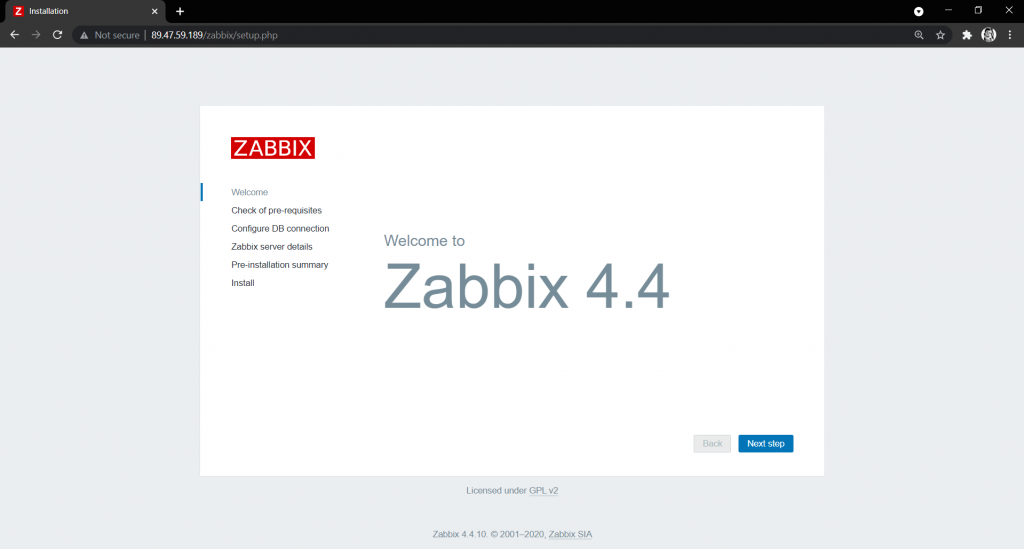 Installation
Not secure | 89.47.59.189/zabbix/setup.php
ZABBIX
Welcome
Check of pre-requisites
Configure DB connection
Zabbix server details
Pre-installation summary
Install
Welcome to
Zabbix 4.4
Back
Next step
Licensed under GPL v2
Zabbix 4.4.10. © 2001–2020, Zabbix SIA